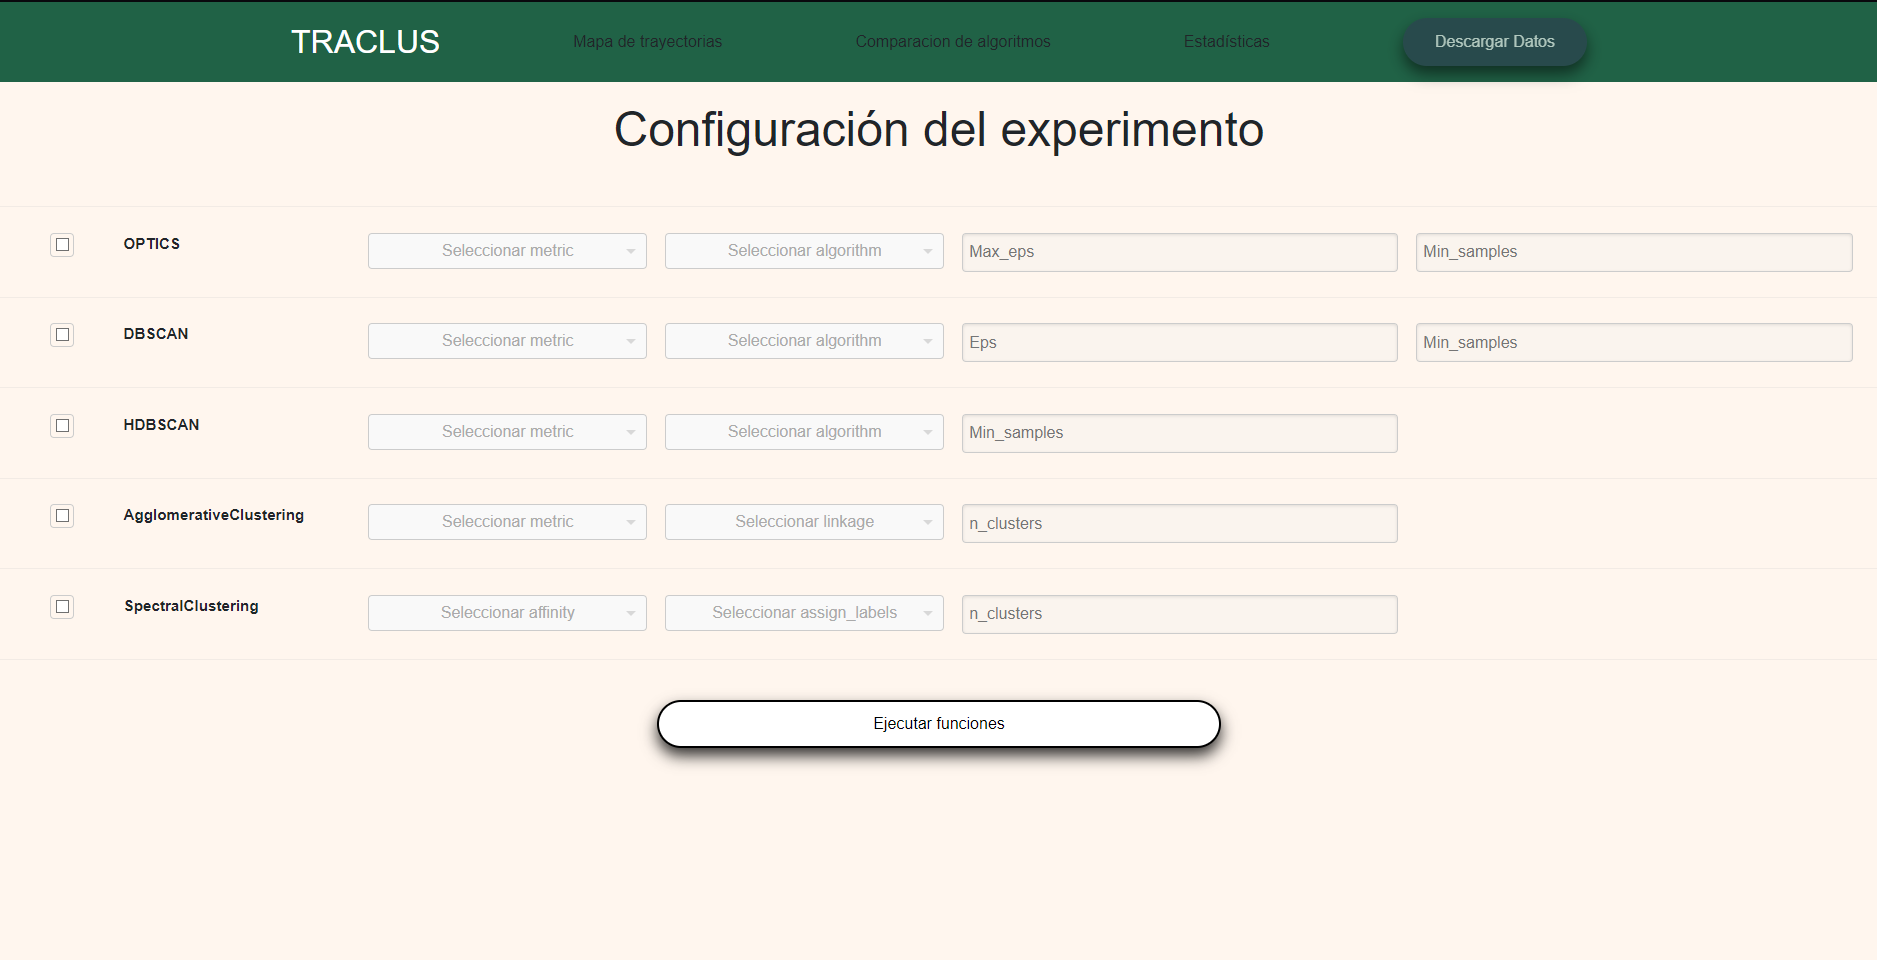 TRACLUS
Mapa de trayectorias
Comparacion de algoritmos
Estadísticas
Descargar Datos
Configuración del experimento
OPTICS
Seleccionar metric
Seleccionar algorithm
Max_eps
Min_samples
DBSCAN
Seleccionar metric
Seleccionar algorithm
Eps
Min_samples
HDBSCAN
Seleccionar metric
Seleccionar algorithm
Min_samples
AgglomerativeClustering
Seleccionar metric
Seleccionar linkage
n_clusters
SpectralClustering
Seleccionar affinity
Seleccionar assign_labels
n_clusters
Ejecutar funciones